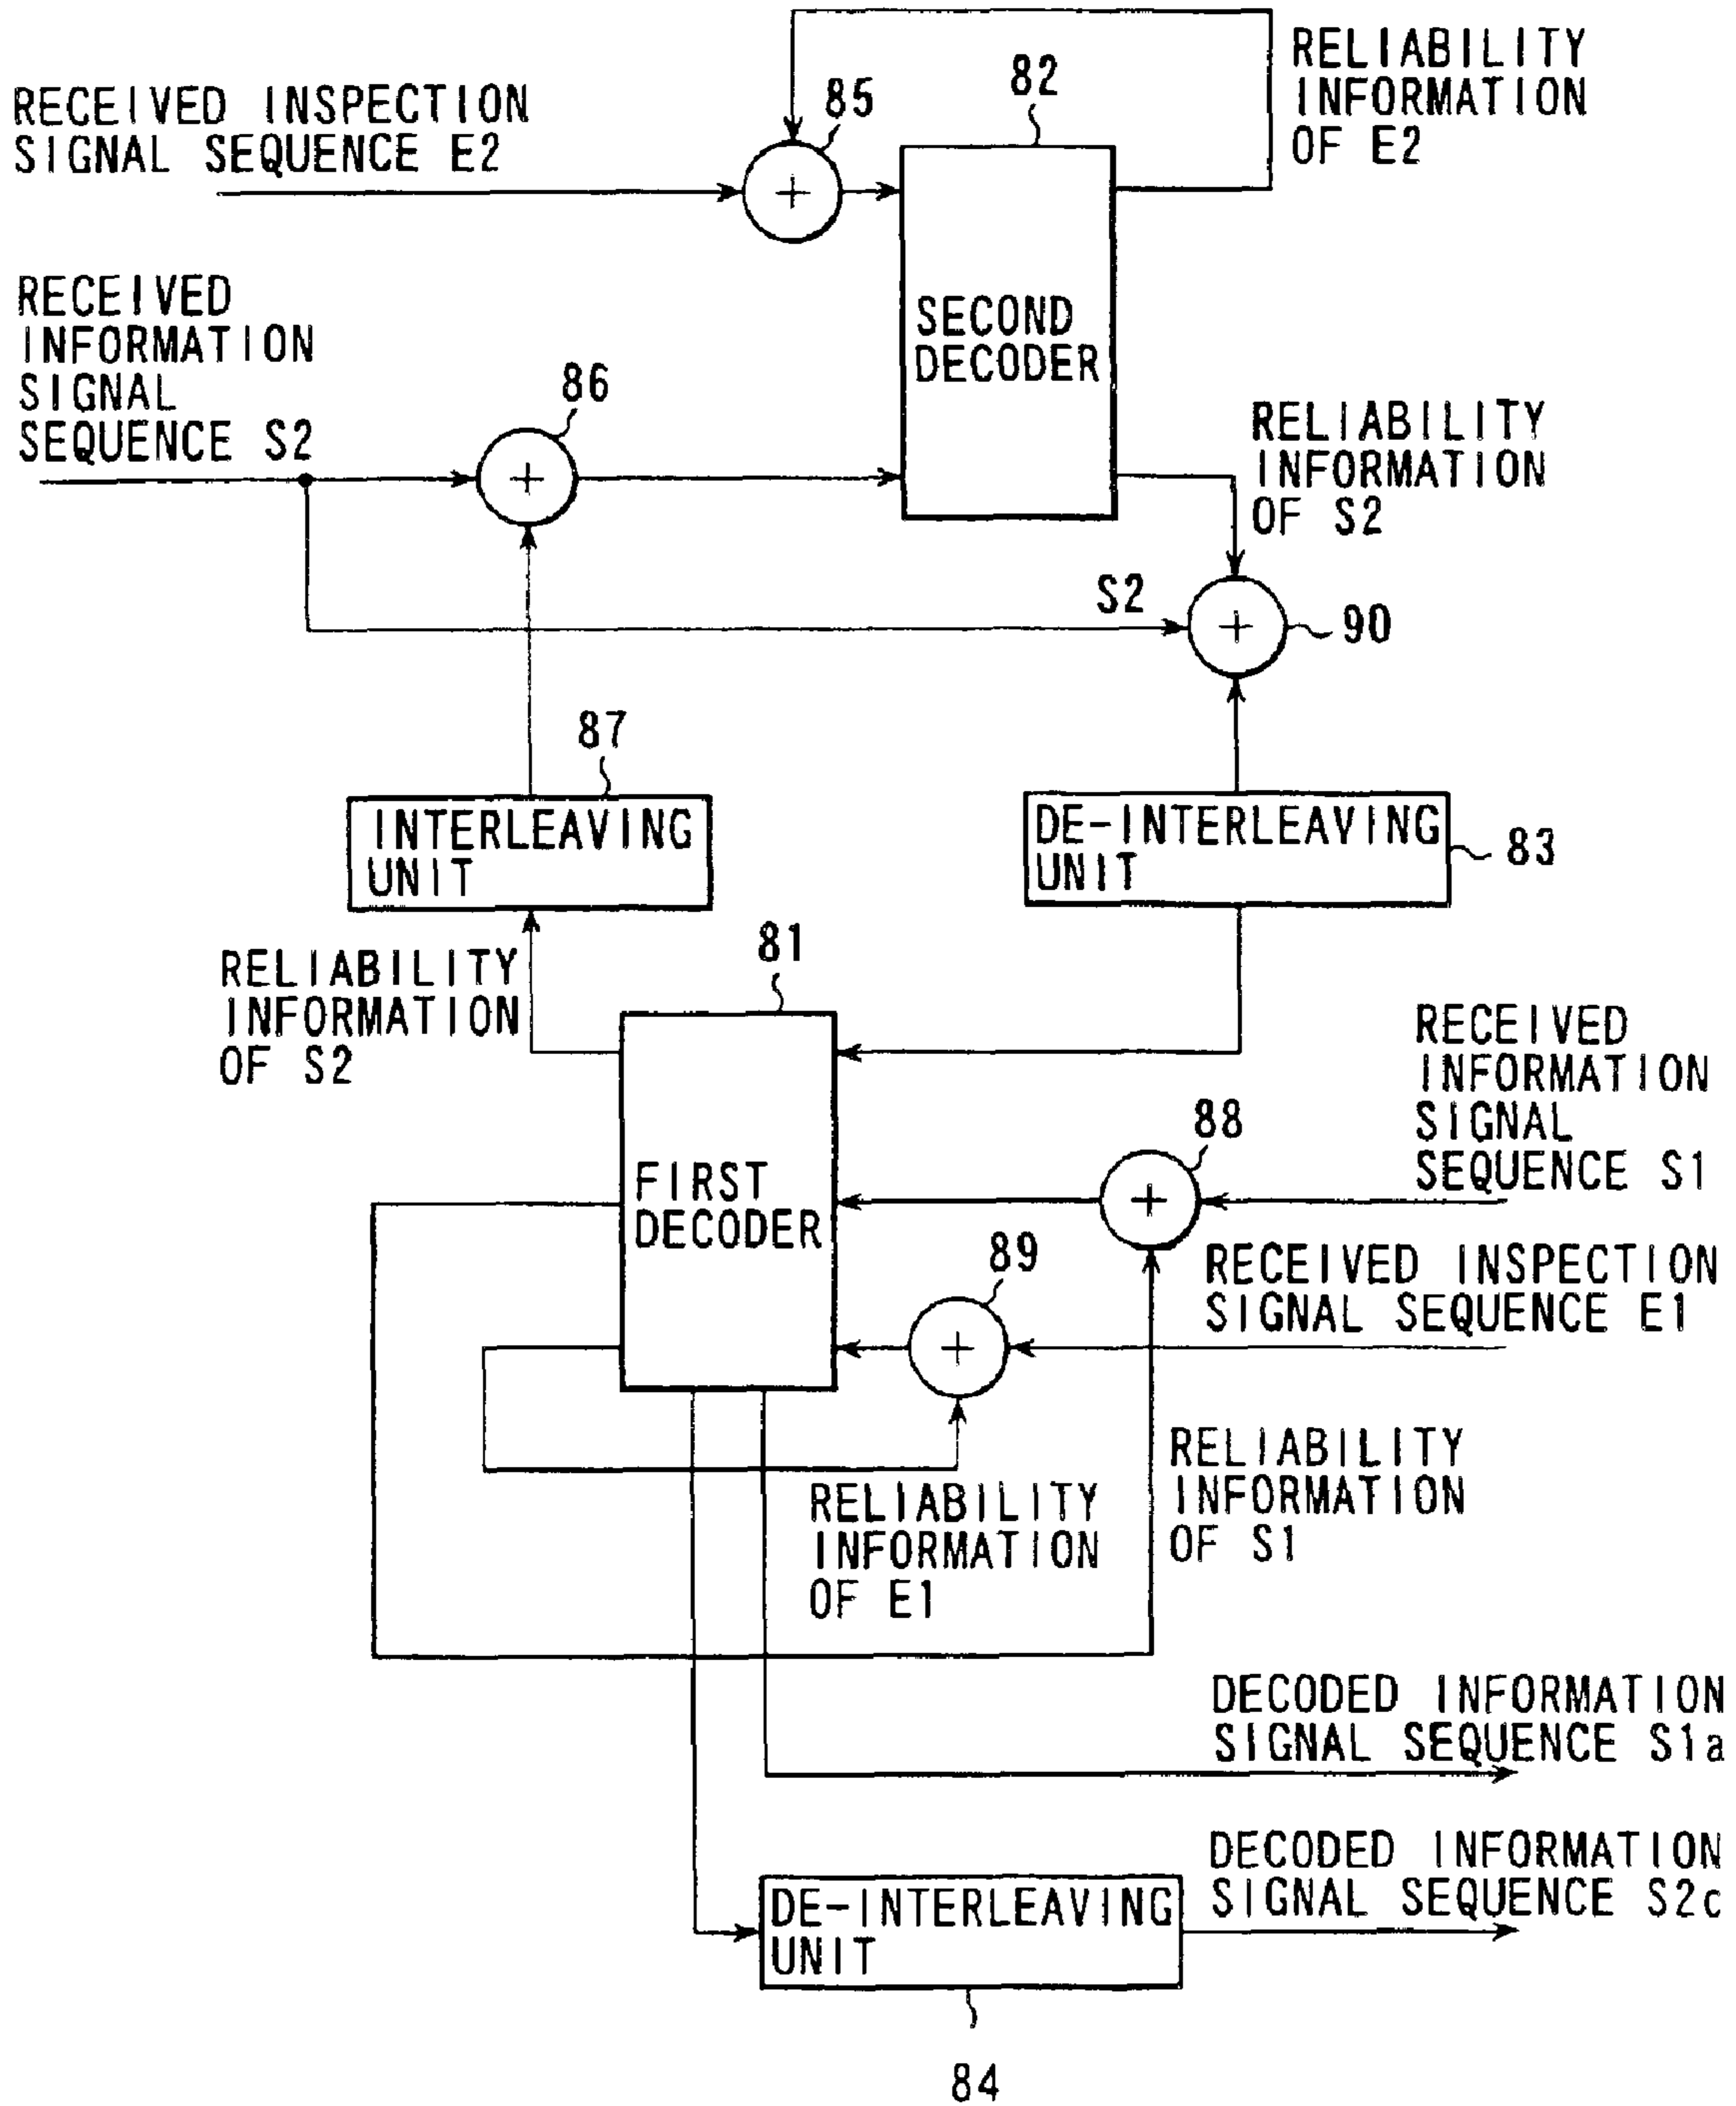 RELIABILITY
INFORMATION
OF E2
82
85
RECEIVED INSPECTION
SIGNAL SEQUENCE E2
+
RECEIVED
INFORMATION
SIGNAL
SEQUENCE S2
SECOND
DECODER
86
+
RELIABILITY
INFORMATION
OF S2
S2
+
90
87
INTERLEAVING
UNIT
DE-INTERLEAVING
UNIT
83
81
RELIABILITY
INFORMATION
OF S2
RECEIVED
INFORMATION
SIGNAL
SEQUENCE S1
88
+
FIRST
DECODER
89
+
RECEIVED INSPECTION
SIGNAL SEQUENCE E1
RELIABILITY
INFORMATION
OF S1
RELIABILITY
INFORMATION
OF E1
DECODED INFORMATION
SIGNAL SEQUENCE S1a
DECODED INFORMATION
SIGNAL SEQUENCE S2c
DE-INTERLEAVING
UNIT
84